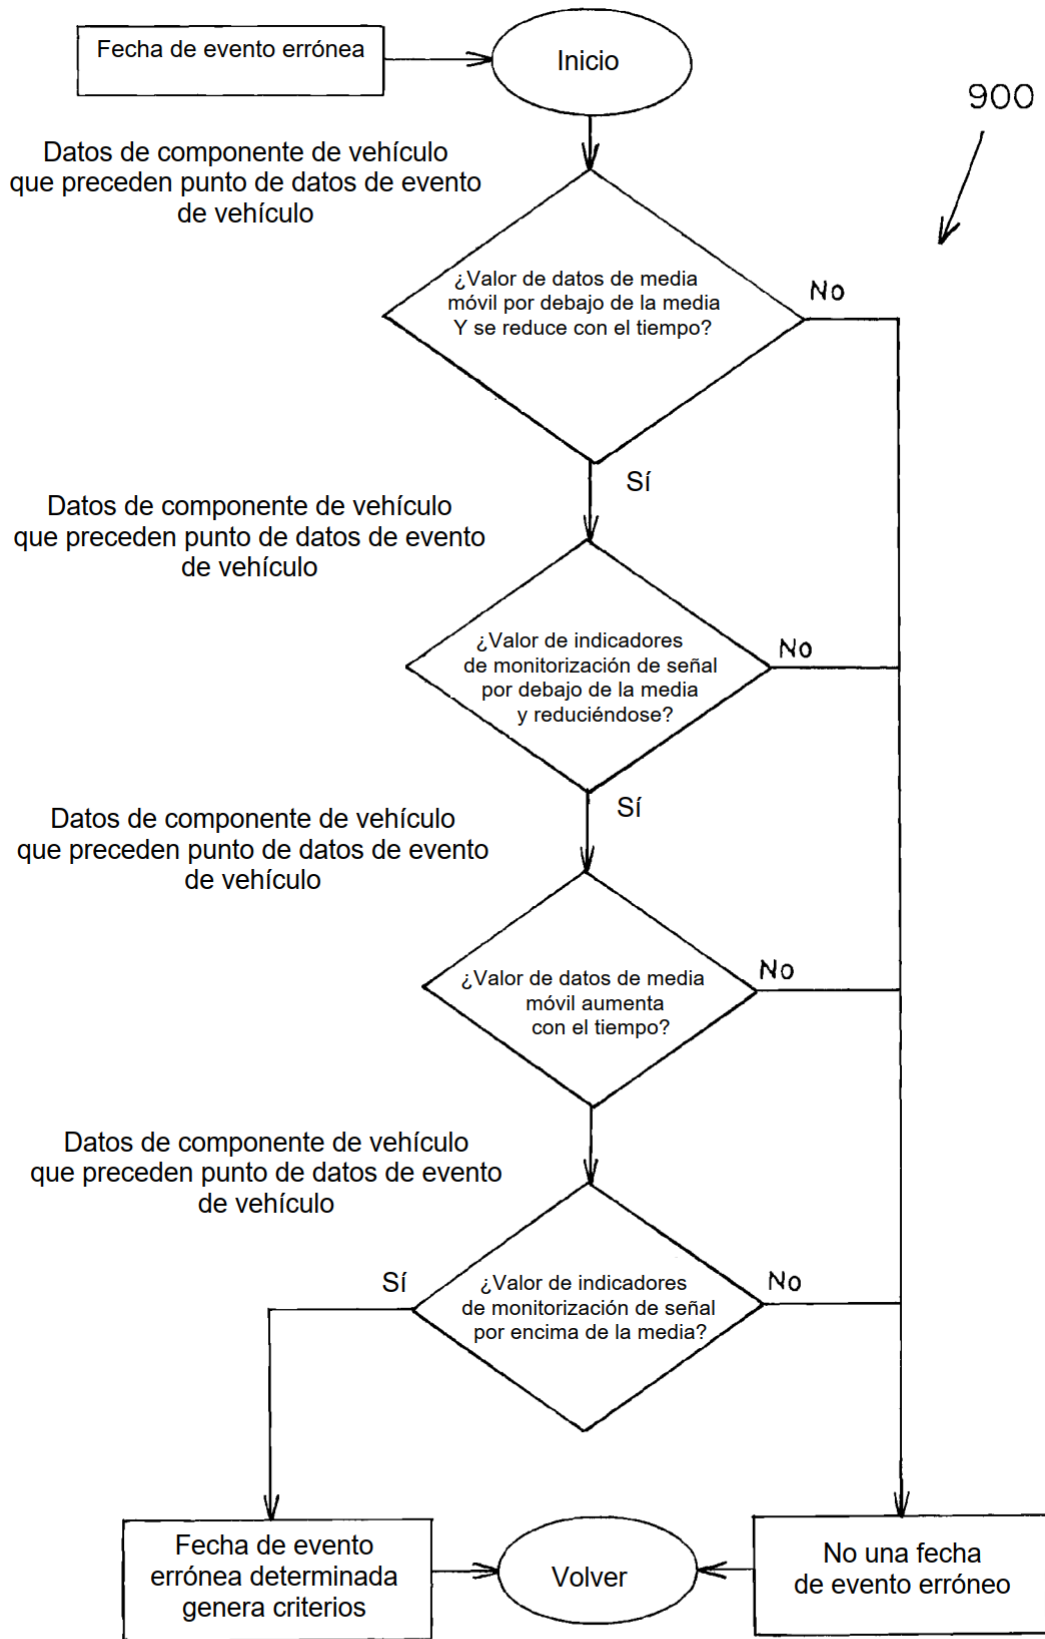 Fecha de evento errónea
Inicio
900
Datos de componente de vehículo
que preceden punto de datos de evento
de vehículo
¿Valor de datos de media
móvil por debajo de la media
Y se reduce con el tiempo?
No
Sí
Datos de componente de vehículo
que preceden punto de datos de evento
de vehículo
¿Valor de indicadores
de monitorización de señal
por debajo de la media
y reduciéndose?
No
Sí
Datos de componente de vehículo
que preceden punto de datos de evento
de vehículo
¿Valor de datos de media
móvil aumenta
con el tiempo?
No
Datos de componente de vehículo
que preceden punto de datos de evento
de vehículo
Sí
¿Valor de indicadores
de monitorización de señal
por encima de la media?
No
Fecha de evento
errónea determinada
genera criterios
Volver
No una fecha
de evento erróneo